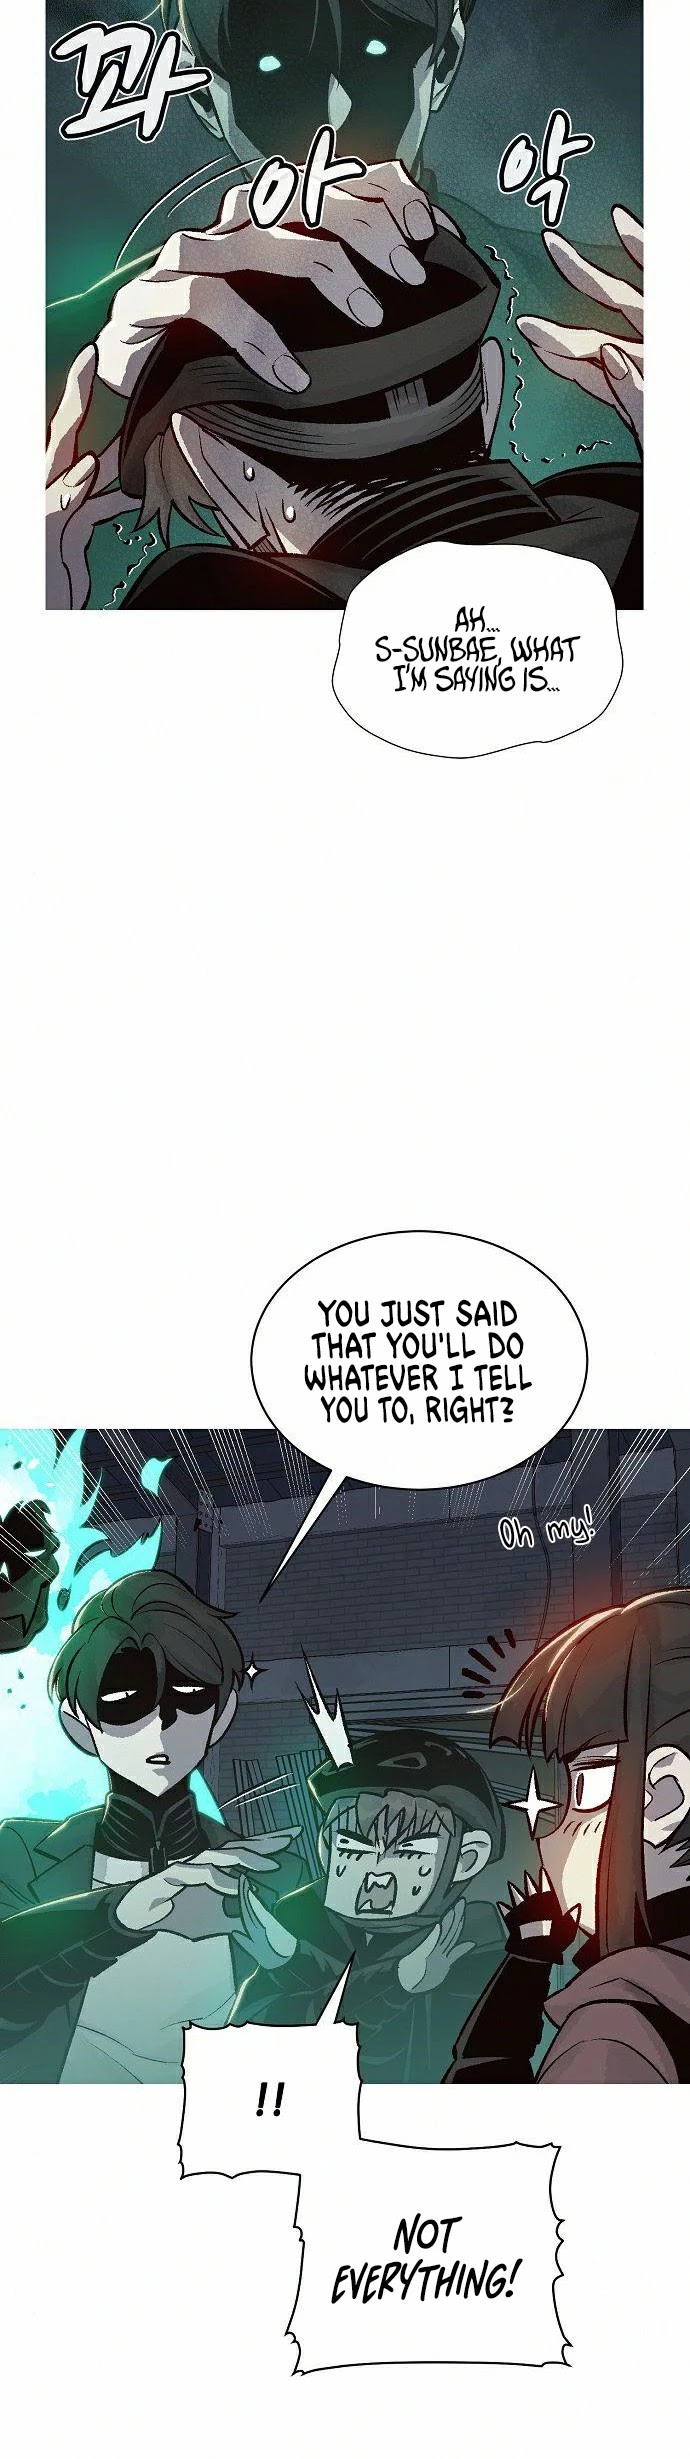 꽈
아
악
AH...
S-SUNBAE, WHAT
I'M SAYING IS...
YOU JUST SAID
THAT YOU'LL DO
WHATEVER I TELL
YOU TO, RIGHT?
Oh my!
!!
NOT
EVERYTHING!